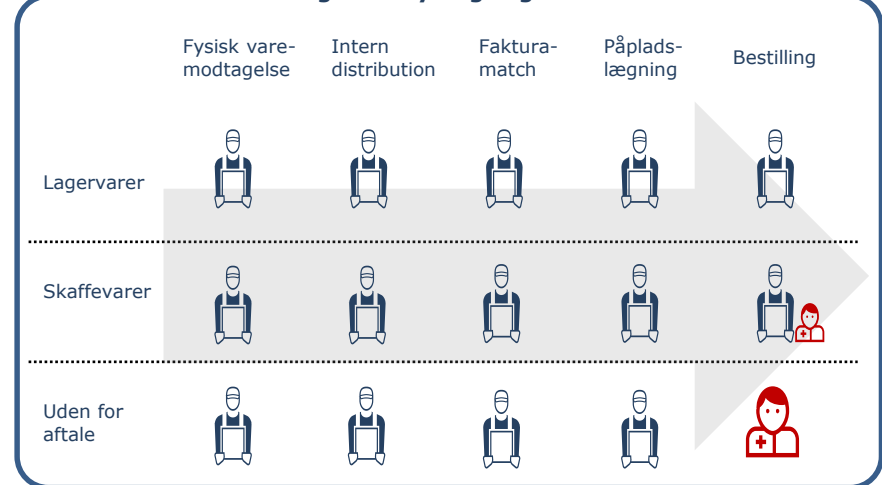 Fysisk vare-
modtagelse
Intern
distribution
Faktura-
match
Påplads-
lægning
Bestilling
Lagervarer
Skaffevarer
Uden for
aftale